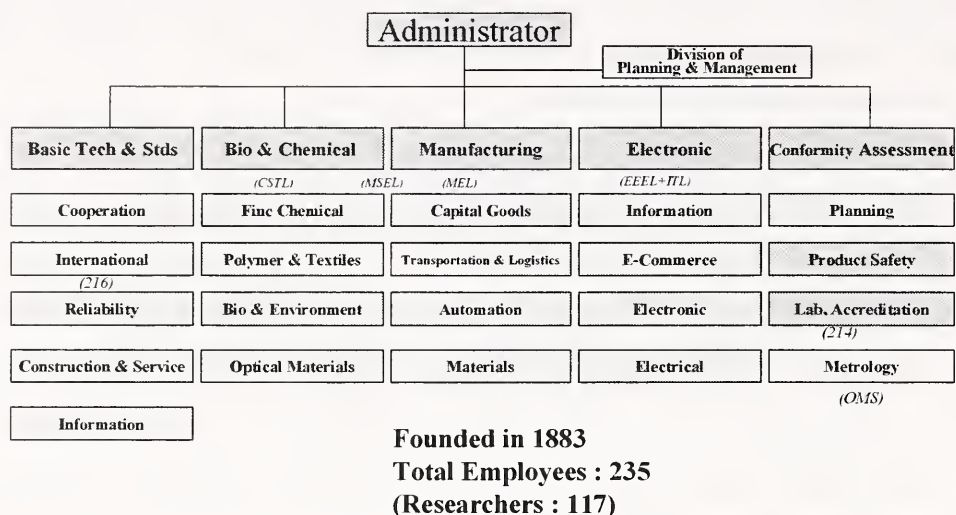 Administrator
Division of
Planning & Management
Basic Tech & Stds
Bio & Chemical
Manufacturing
Electronic
Conformity Assessment
(CSTL)
(MSEL)
(MEL)
(EEEL+ITL)
Cooperation
Fine Chemical
Capital Goods
Information
Planning
International
Polymer & Textiles
Transportation & Logistics
E-Commerce
Product Safety
(216)
Reliability
Bio & Environment
Automation
Electronic
Lab. Accreditation
(214)
Construction & Service
Optical Materials
Materials
Electrical
Metrology
(OMS)
Information
Founded in 1883
Total Employees : 235
(Researchers : 117)